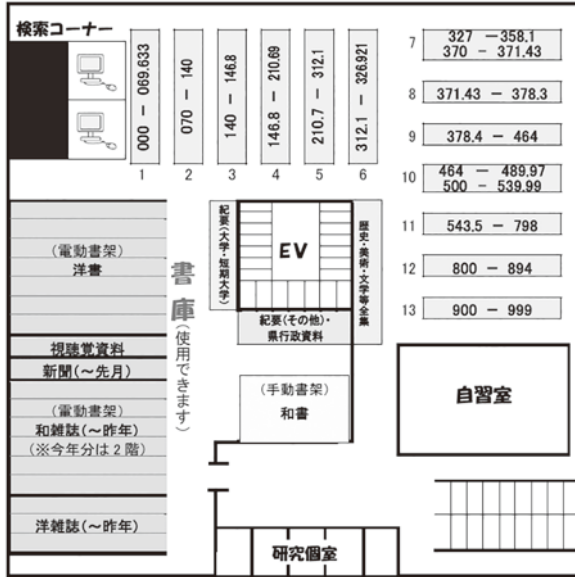 検索コーナー
000 － 069.633
070 － 140
140 － 146.8
146.8 － 210.69
210.7 － 312.1
312.1 － 326.921
1
2
3
4
5
6
7
327 －358.1
370 － 371.43
8
371.43 － 378.3
9
378.4 － 464
10
464 － 489.97
500 － 539.99
11
543.5 － 798
12
800 － 894
13
900 － 999
(電動書架)
洋書
視聴覚資料
新聞(～先月)
(電動書架)
和雑誌(～昨年)
(※今年分は２階)
洋雑誌(～昨年)
書庫(使用できます)
紀要(大学・短期大学)
EV
歴史・美術・文学等全集
紀要(その他)・
県行政資料
(手動書架)
和書
自習室
研究個室